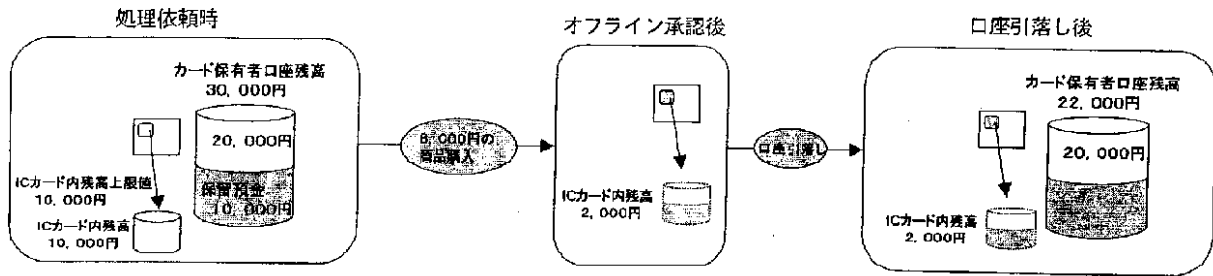 処理依頼時
カード保有者口座残高
30,000円
20,000円
保留預金
10,000円
ICカード内残高上限値
10,000円
ICカード内残高
10,000円
8,000円の
商品購入
オフライン承認後
ICカード内残高
2,000円
口座引落し
口座引落し後
カード保有者口座残高
22,000円
20,000円
ICカード内残高
2,000円